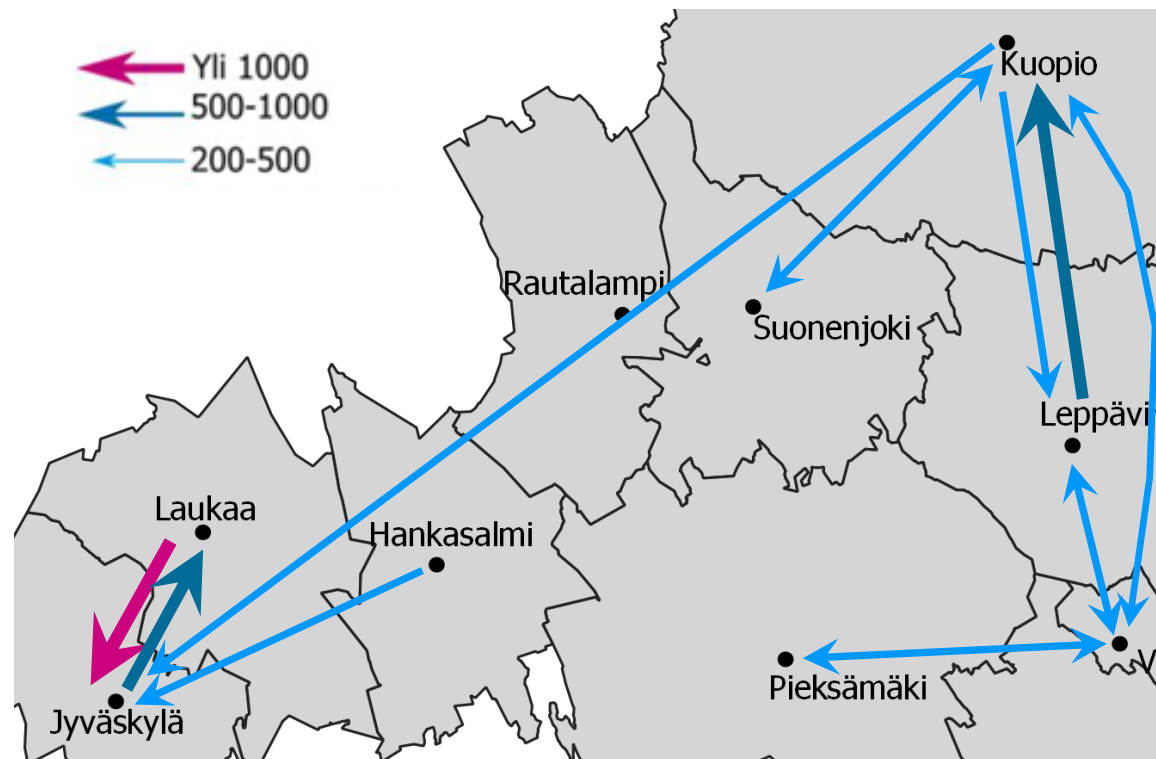 Yli 1000
500-1000
200-500
Kuopio
Rautalampi
Suonenjoki
Leppävi
Laukaa
Hankasalmi
Pieksämäki
Jyväskylä
V